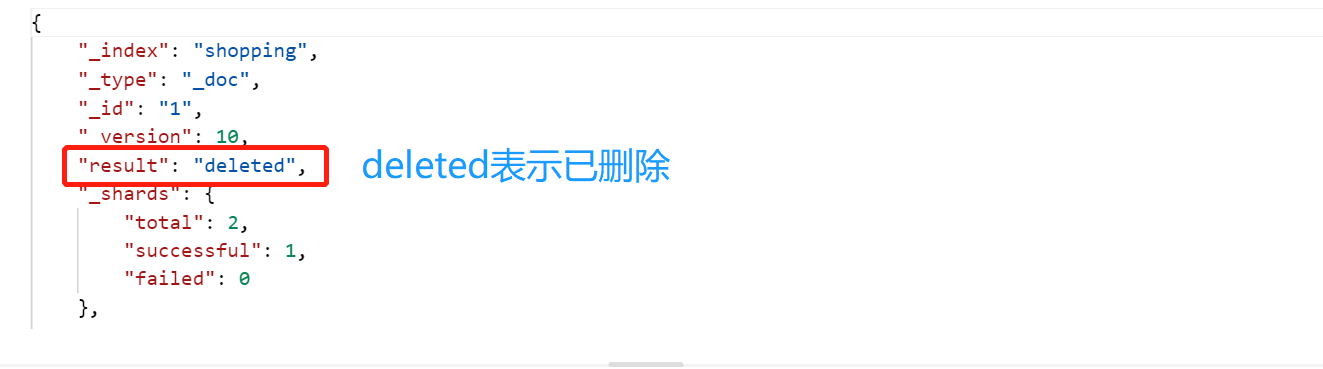 {
"_index": "shopping",
"_type": "_doc",
"_id": "1",
"_version": 10,
"result": "deleted", deleted表示已删除
"_shards": {
"total": 2,
"successful": 1,
"failed": 0
},